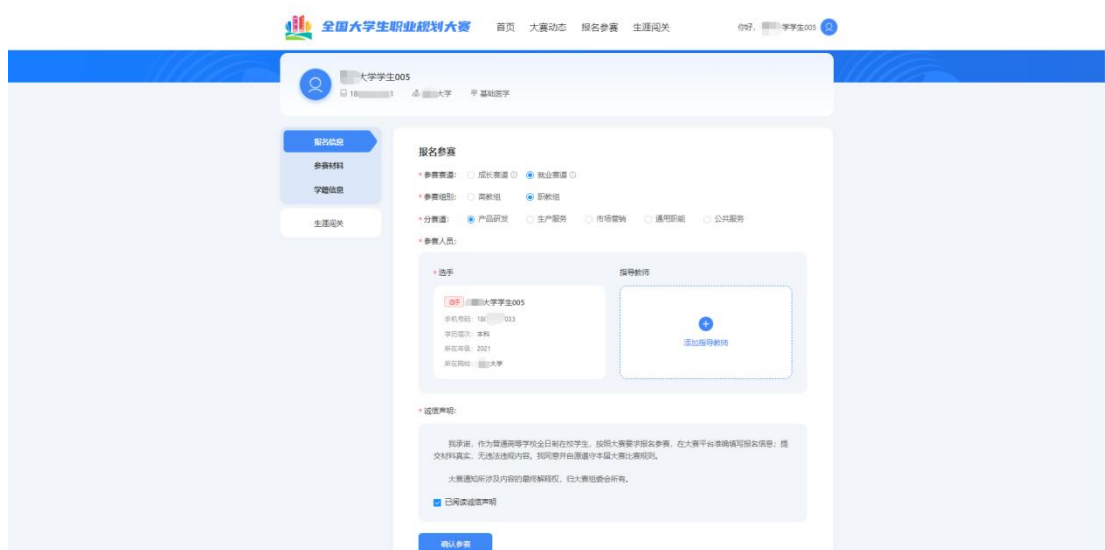 全国大学生职业规划大赛 首页 大赛动态 报名参赛 生涯闯关 你好, 学学生005
大学学生005
18 3 大学 基础医学
报名信息
参赛材料
学籍信息
生涯闯关
报名参赛
* 参赛赛道: 成长赛道 就业赛道
* 参赛组别: 高教组 职教组
* 分赛道: 产品研发 生产服务 市场营销 通用职能 公共服务
* 参赛人员:
* 选手 指导教师
选手 大学学生005
手机号码: 18 033
学历层次: 本科
所在年级: 2021
所在院校: 大学
添加指导教师
* 诚信声明:
我承诺,作为普通高等学校全日制在校学生,按照大赛要求报名参赛,在大赛平台准确填写报名信息;提
交材料真实、无违法违规内容。我同意并自愿遵守本届大赛比赛规则。
大赛通知所涉及内容的最终解释权,归大赛组委会所有。
已阅读诚信声明
确认参赛